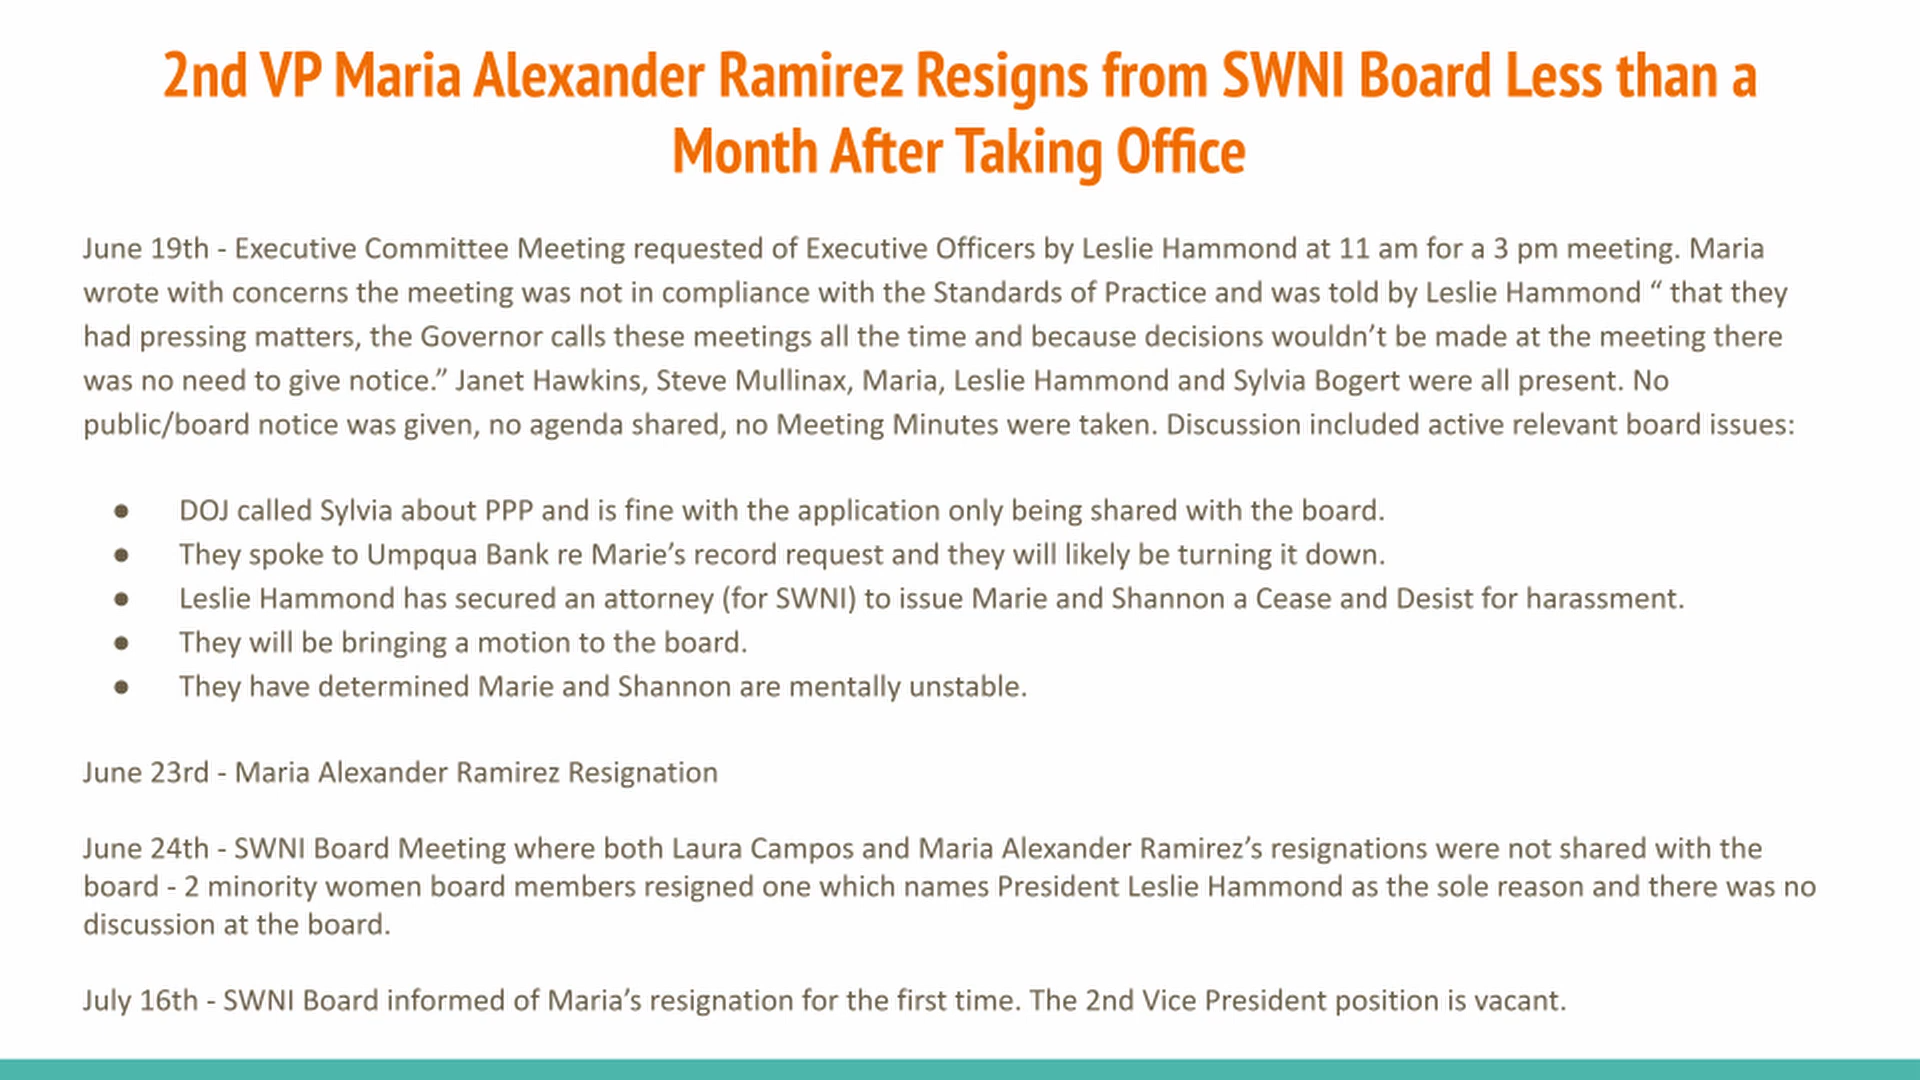 2nd VP Maria Alexander Ramirez Resigns from SWNI Board Less than a
Month After Taking Office
June 19th - Executive Committee Meeting requested of Executive Officers by Leslie Hammond at 11 am for a 3 pm meeting. Maria
wrote with concerns the meeting was not in compliance with the Standards of Practice and was told by Leslie Hammond “ that they
had pressing matters, the Governor calls these meetings all the time and because decisions wouldn’t be made at the meeting there
was no need to give notice.” Janet Hawkins, Steve Mullinax, Maria, Leslie Hammond and Sylvia Bogert were all present. No
public/board notice was given, no agenda shared, no Meeting Minutes were taken. Discussion included active relevant board issues:
● DOJ called Sylvia about PPP and is fine with the application only being shared with the board.
● They spoke to Umpqua Bank re Marie’s record request and they will likely be turning it down.
● Leslie Hammond has secured an attorney (for SWNI) to issue Marie and Shannon a Cease and Desist for harassment.
● They will be bringing a motion to the board.
● They have determined Marie and Shannon are mentally unstable.
June 23rd - Maria Alexander Ramirez Resignation
June 24th - SWNI Board Meeting where both Laura Campos and Maria Alexander Ramirez’s resignations were not shared with the
board - 2 minority women board members resigned one which names President Leslie Hammond as the sole reason and there was no
discussion at the board.
July 16th - SWNI Board informed of Maria’s resignation for the first time. The 2nd Vice President position is vacant.